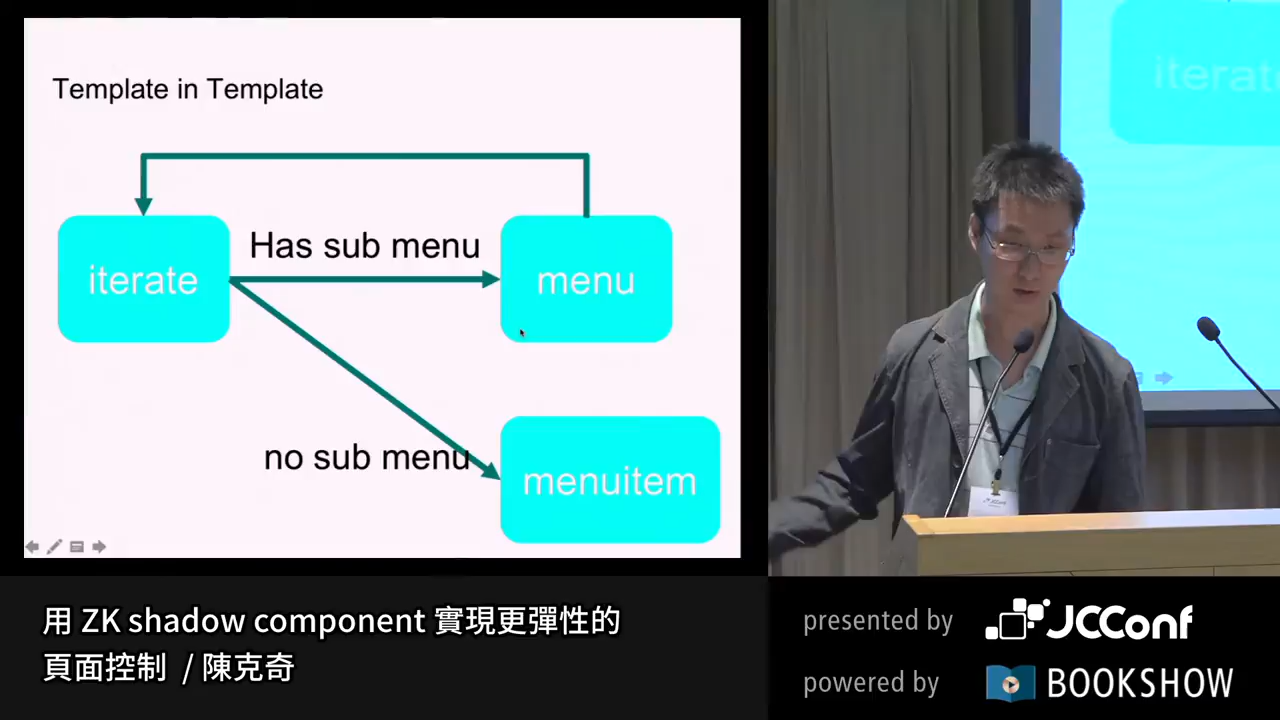 Template in Template
Has sub menu
iterate
menu
no sub menu
menuitem
用 ZK shadow component 實現更彈性的
頁面控制 / 陳克奇
presented by
JCConf
powered by
BOOKSHOW